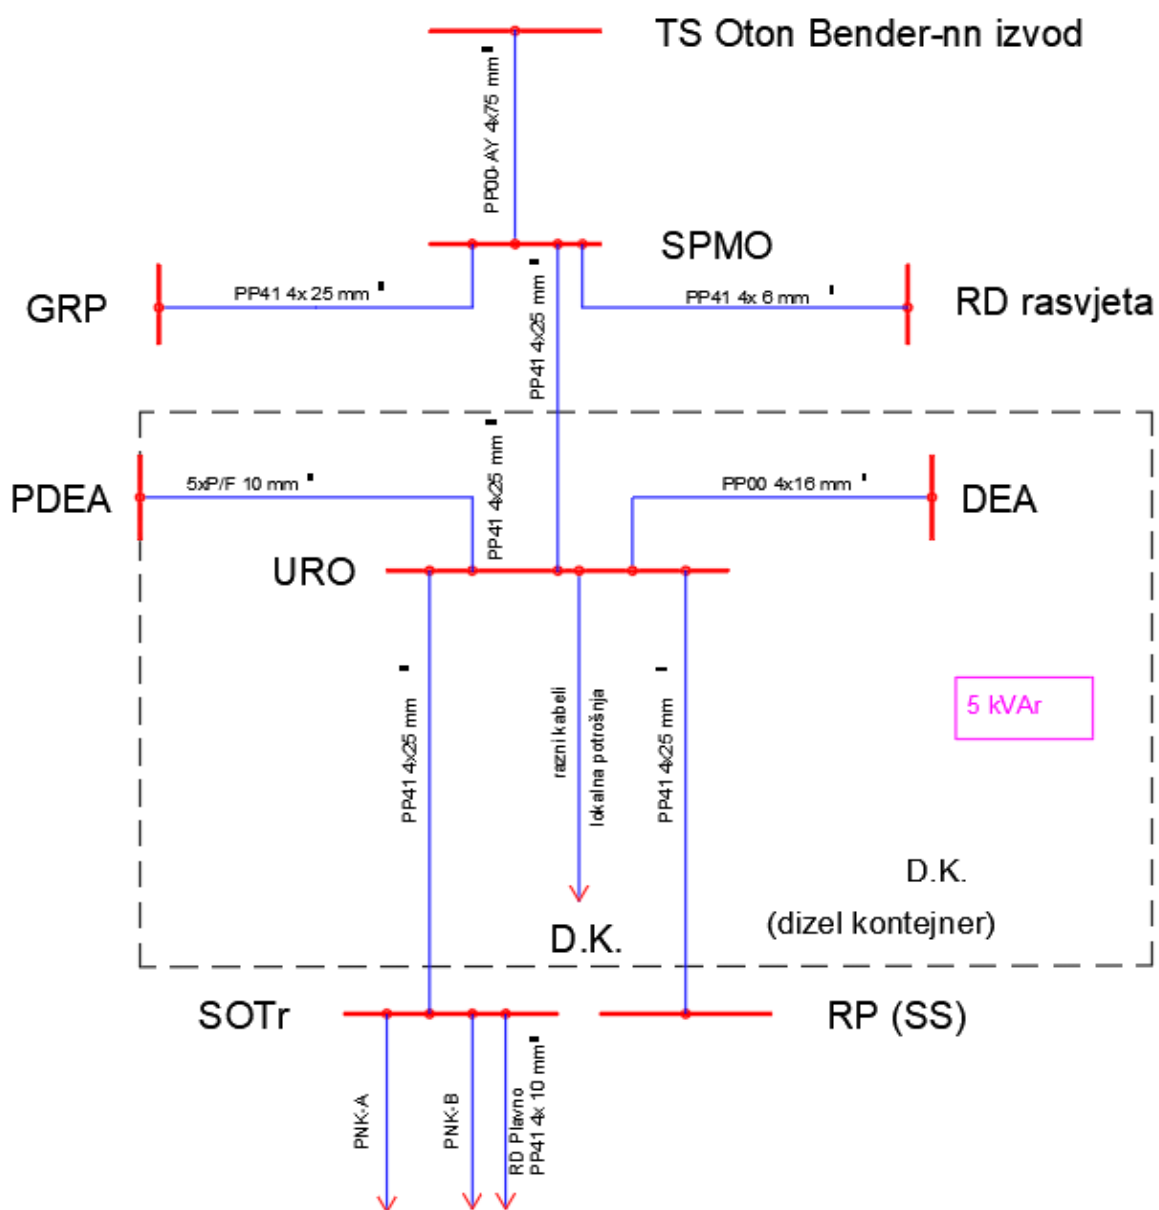 TS Oton Bender-nn izvod
PP00-AY 4x75 mm
SPMO
GRP
PP41 4x 25 mm
PP41 4x25 mm
PP41 4x 6 mm
RD rasvjeta
PDEA
5xP/F 10 mm
PP41 4x25 mm
PP00 4x16 mm
DEA
URO
PP41 4x25 mm
razni kabeli
lokalna potrošnja
PP41 4x25 mm
5 kVAr
D.K.
(dizel kontejner)
D.K.
SOTr
RP (SS)
PNK-A
PNK-B
RD Plavno
PP41 4x 10 mm